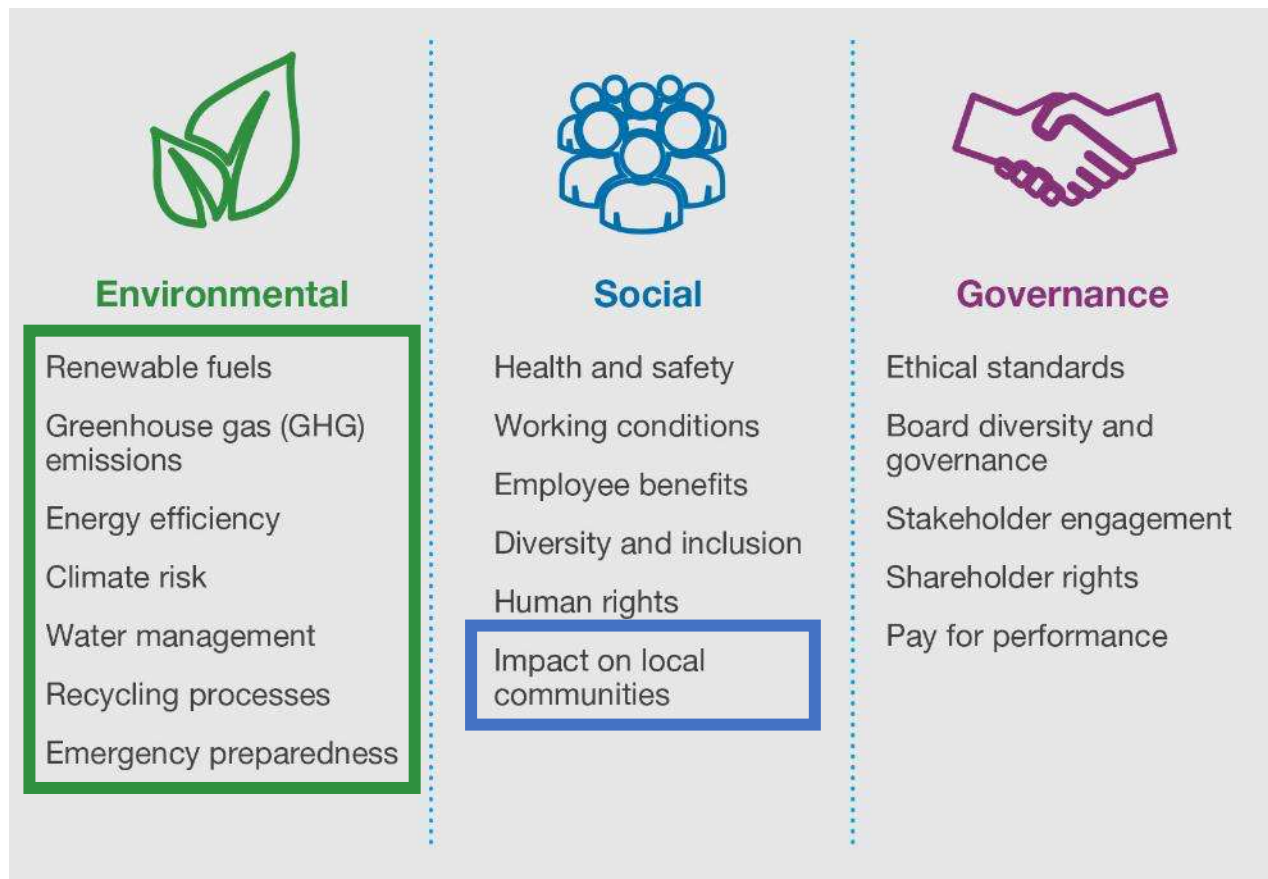 Environmental
Renewable fuels
Greenhouse gas (GHG)
emissions
Energy efficiency
Climate risk
Water management
Recycling processes
Emergency preparedness
Social
Health and safety
Working conditions
Employee benefits
Diversity and inclusion
Human rights
Impact on local
communities
Governance
Ethical standards
Board diversity and
governance
Stakeholder engagement
Shareholder rights
Pay for performance